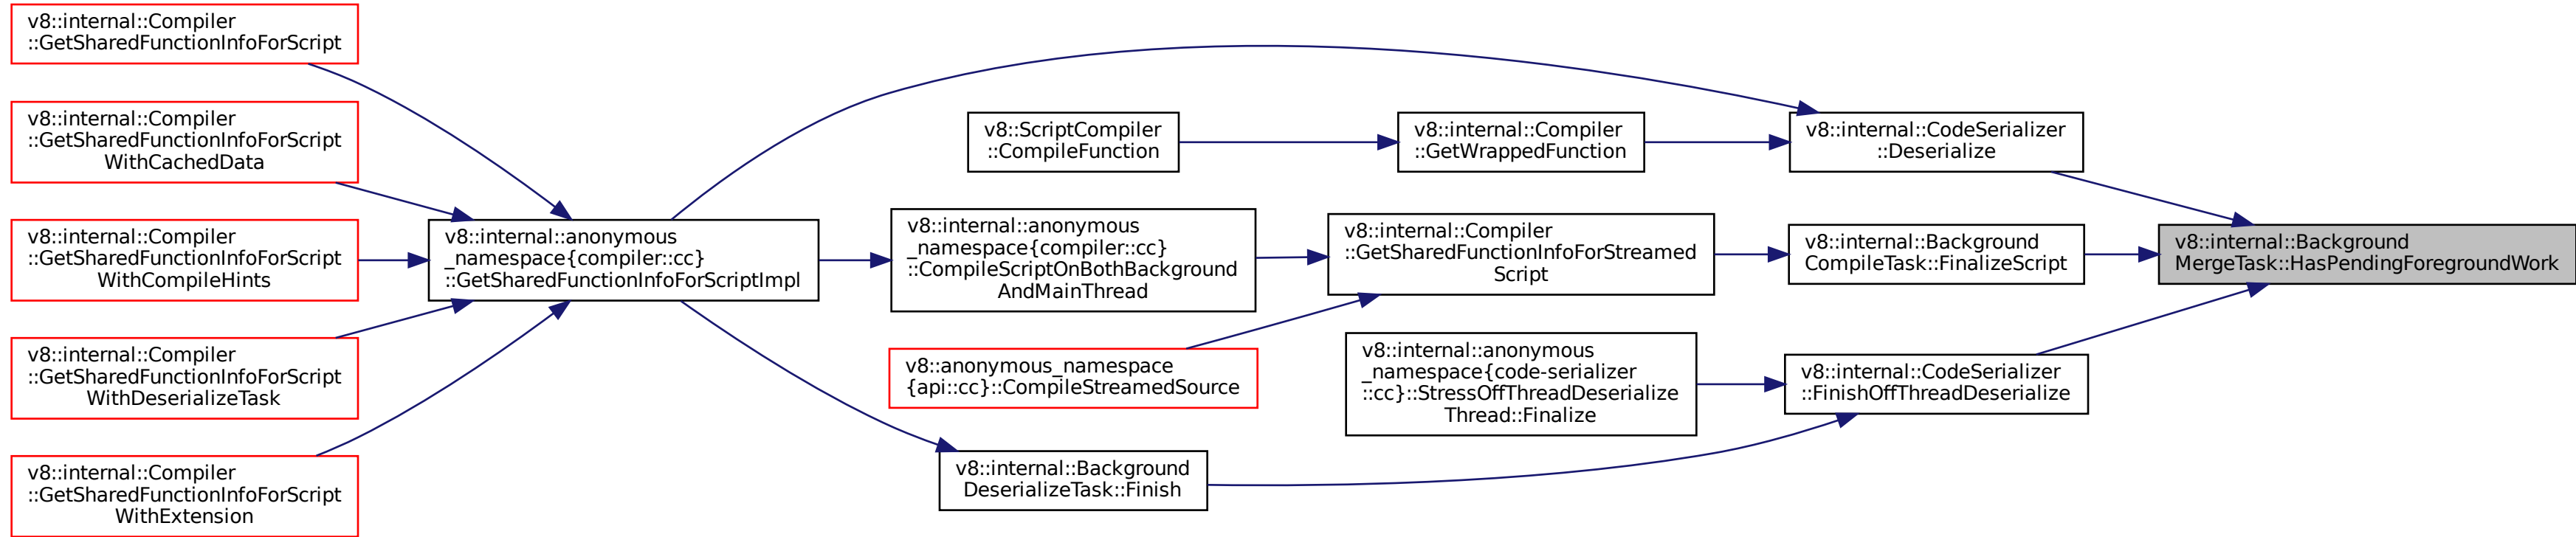 v8::internal::Compiler
::GetSharedFunctionInfoForScript
v8::internal::Compiler
::GetSharedFunctionInfoForScript
WithCachedData
v8::internal::Compiler
::GetSharedFunctionInfoForScript
WithCompileHints
v8::internal::Compiler
::GetSharedFunctionInfoForScript
WithDeserializeTask
v8::internal::Compiler
::GetSharedFunctionInfoForScript
WithExtension
v8::internal::anonymous
_namespace{compiler::cc}
::GetSharedFunctionInfoForScriptImpl
v8::ScriptCompiler
::CompileFunction
v8::internal::anonymous
_namespace{compiler::cc}
::CompileScriptOnBothBackground
AndMainThread
v8::anonymous_namespace
{api::cc}::CompileStreamedSource
v8::internal::Background
DeserializeTask::Finish
v8::internal::Compiler
::GetWrappedFunction
v8::internal::Compiler
::GetSharedFunctionInfoForStreamed
Script
v8::internal::anonymous
_namespace{code-serializer
::cc}::StressOffThreadDeserialize
Thread::Finalize
v8::internal::CodeSerializer
::Deserialize
v8::internal::Background
CompileTask::FinalizeScript
v8::internal::CodeSerializer
::FinishOffThreadDeserialize
v8::internal::Background
MergeTask::HasPendingForegroundWork